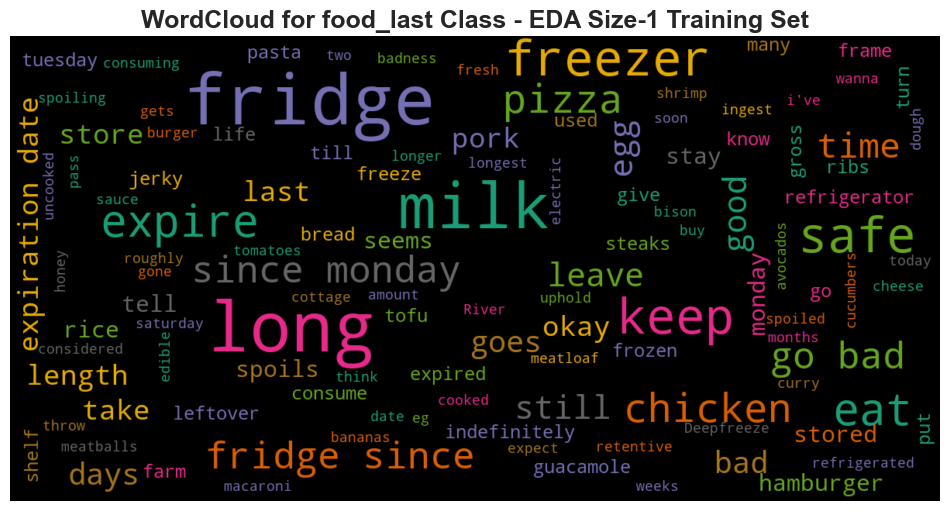 WordCloud for food_last Class - EDA Size-1 Training Set
tuesday
consuming
pasta
two
badness
freezer
many
frame
fresh
wanna
turn
spoiling
fridge
pizza
shrimp
i've
gets
store
burger
life
pork
used
soon
ingest
know
dough
time
till
longer
longest
egg
stay
gross
ribs
expiration date
uncooked
pass
jerky
freeze
electric
give
good
refrigerator
sauce
last
milk
bison
buy
expire
bread
seems
steaks
avocados
safe
tomatoes
roughly
gone
honey
since monday
leave
monday
cucumbers
today
cheese
tell
cottage
amount
uphold
go
long
River
keep
spoiled
rice
saturday
tofu
okay
months
considered
edible
goes
meatloaf
frozen
go bad
length
spoils
think
expired
curry
consume
take
leftover
date
eg
cooked
still
chicken
eat
throw
bananas
indefinitely
Deepfreeze
stored
put
shelf
meatballs
fridge since
expect
retentive
days
farm
guacamole
bad
refrigerated
macaroni
weeks
hamburger